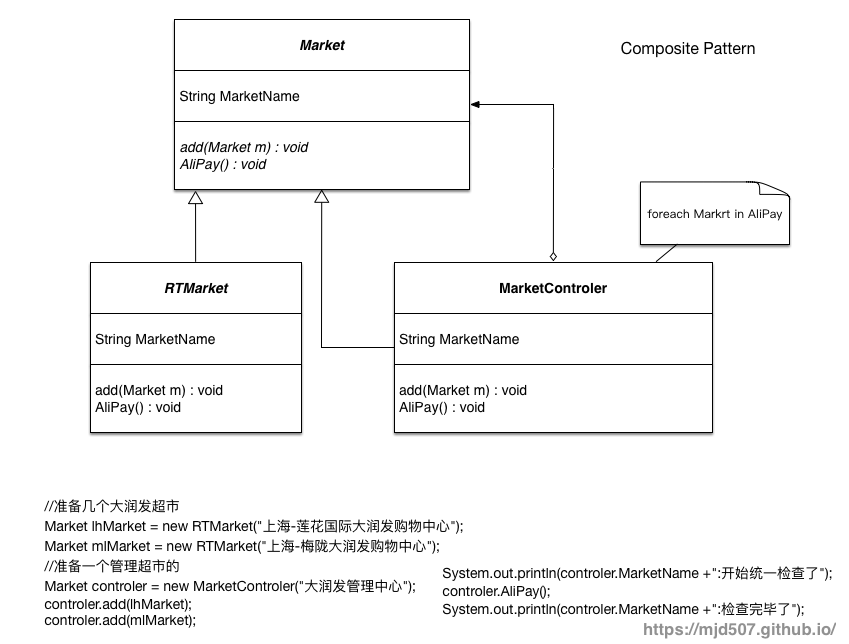 Market
Composite Pattern
String MarketName
add(Market m) : void
AliPay() : void
foreach Markrt in AliPay
RTMarket
String MarketName
add(Market m) : void
AliPay() : void
MarketControler
String MarketName
add(Market m) : void
AliPay() : void
//准备几个大润发超市
Market lhMarket = new RTMarket("上海-莲花国际大润发购物中心");
Market mlMarket = new RTMarket("上海-梅陇大润发购物中心");
//准备一个管理超市的
Market controler = new MarketControler("大润发管理中心");
controler.add(lhMarket);
controler.add(mlMarket);
System.out.println(controler.MarketName +":开始统一检查了");
controler.AliPay();
System.out.println(controler.MarketName +":检查完毕了");
https://mjd507.github.io/